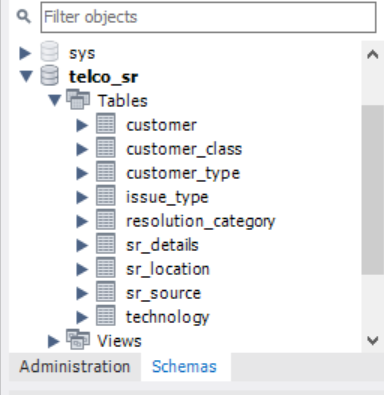 Filter objects
sys
telco_sr
Tables
customer
customer_class
customer_type
issue_type
resolution_category
sr_details
sr_location
sr_source
technology
Views
Administration Schemas